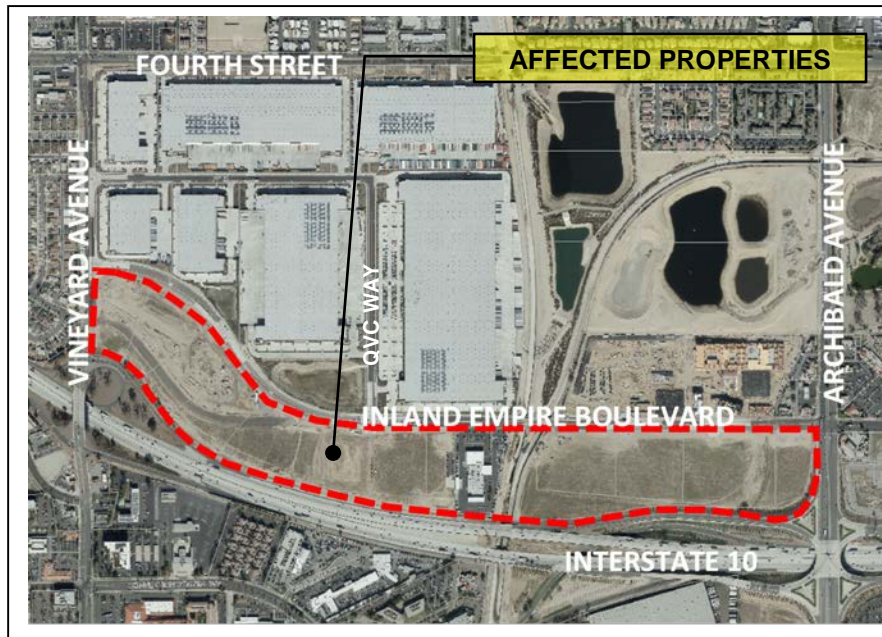 FOURTH STREET
AFFECTED PROPERTIES
VINEYARD AVENUE
QVC WAY
ARCHIBALD AVENUE
INLAND EMPIRE BOULEVARD
INTERSTATE 10